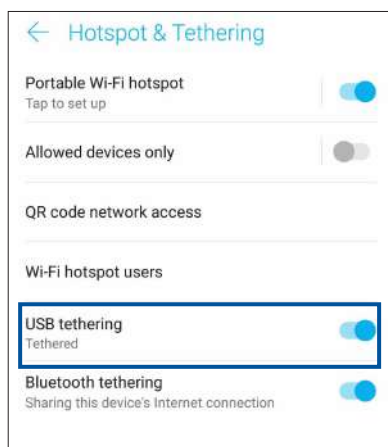 Hotspot & Tethering
Portable Wi-Fi hotspot
Tap to set up
Allowed devices only
QR code network access
Wi-Fi hotspot users
USB tethering
Tethered
Bluetooth tethering
Sharing this device's Internet connection